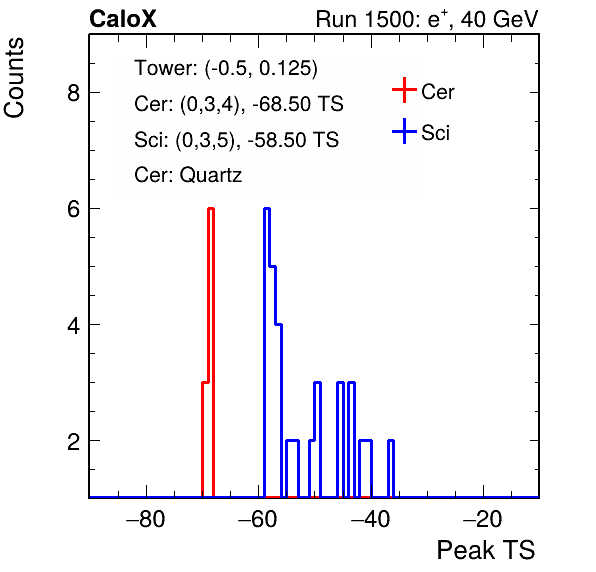 CaloX Run 1500: e⁺, 40 GeV
Counts
Tower: (-0.5, 0.125)
Cer: (0,3,4), -68.50 TS
Sci: (0,3,5), -58.50 TS
Cer: Quartz
Cer
Sci
8
6
4
2
−80 −60 −40 −20
Peak TS